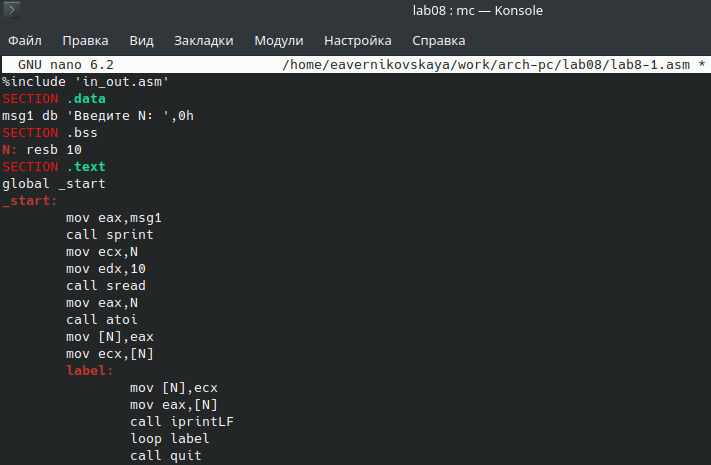 lab08 : mc — Konsole
Файл Правка Вид Закладки Модули Настройка Справка
GNU nano 6.2 /home/eavernikovskaya/work/arch-pc/lab08/lab8-1.asm *
%include 'in_out.asm'
SECTION .data
msg1 db 'Введите N: ',0h
SECTION .bss
N: resb 10
SECTION .text
global _start
_start:
mov eax,msg1
call sprint
mov ecx,N
mov edx,10
call sread
mov eax,N
call atoi
mov [N],eax
mov ecx,[N]
label:
mov [N],ecx
mov eax,[N]
call iprintLF
loop label
call quit